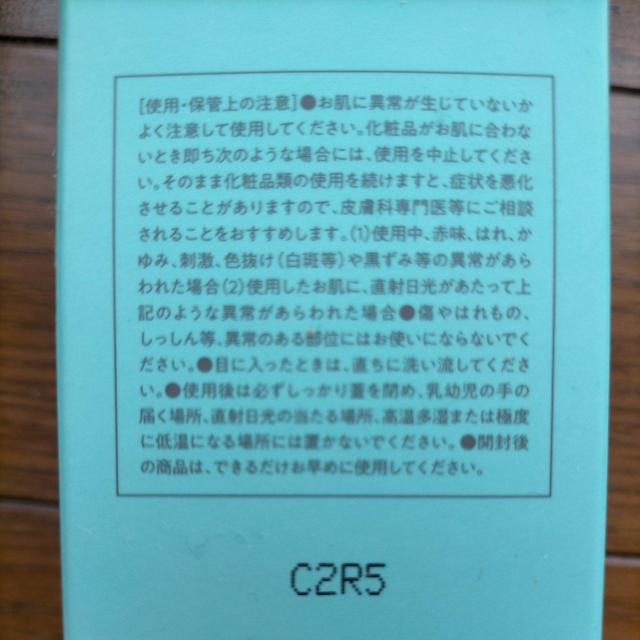 [使用・保管上の注意]●お肌に異常が生じていないか
よく注意して使用してください。化粧品がお肌に合わな
いとき即ち次のような場合には、使用を中止してくださ
い。そのまま化粧品類の使用を続けますと、症状を悪化
させることがありますので、皮膚科専門医等にご相談
されることをおすすめします。(1)使用中、赤味、はれ、か
ゆみ、刺激、色抜け(白斑等)や黒ずみ等の異常があら
われた場合(2)使用したお肌に、直射日光があたって上
記のような異常があらわれた場合●傷やはれもの、
しっしん等、異常のある部位にはお使いにならないでく
ださい。●目に入ったときは、直ちに洗い流してくださ
い。●使用後は必ずしっかり蓋を閉め、乳幼児の手の
届く場所、直射日光の当たる場所、高温多湿または極度
に低温になる場所には置かないでください。●開封後
の商品は、できるだけお早めに使用してください。
C2R5